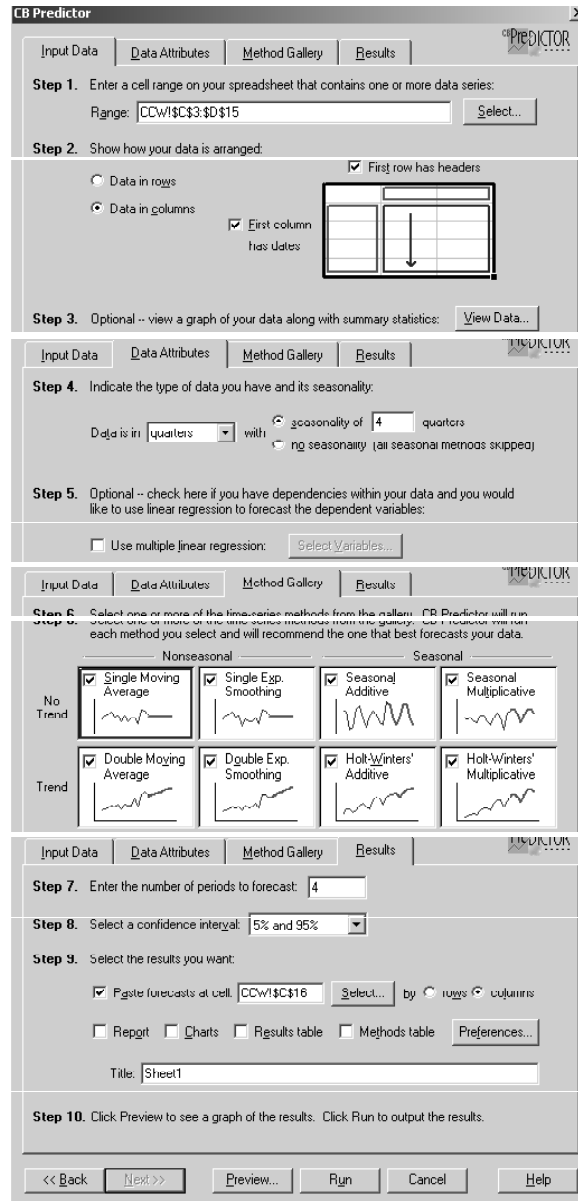 CB Predictor
Input Data Data Attributes Method Gallery Results CB PREDICTOR
Step 1. Enter a cell range on your spreadsheet that contains one or more data series:
Range: CCW!$C$3:$D$15 Select...
Step 2. Show how your data is arranged:
Data in rows
Data in columns
First row has headers
First column
has dates
Step 3. Optional -- view a graph of your data along with summary statistics: View Data...
Input Data Data Attributes Method Gallery Results PREDICTOR
Step 4. Indicate the type of data you have and its seasonality:
Data is in quarters with seasonality of 4 quarters
no seasonality (all seasonal methods skipped)
Step 5. Optional -- check here if you have dependencies within your data and you would
like to use linear regression to forecast the dependent variables:
Use multiple linear regression: Select Variables...
Input Data Data Attributes Method Gallery Results PREDICTOR
Step 6. Select one or more of the time-series methods from the gallery. CB Predictor will run
each method you select and will recommend the one that best forecasts your data.
Nonseasonal Seasonal
No
Trend
Single Moving
Average
Single Exp.
Smoothing
Seasonal
Additive
Seasonal
Multiplicative
Trend
Double Moving
Average
Double Exp.
Smoothing
Holt-Winters'
Additive
Holt-Winters'
Multiplicative
Input Data Data Attributes Method Gallery Results PREDICTOR
Step 7. Enter the number of periods to forecast: 4
Step 8. Select a confidence interval: 5% and 95%
Step 9. Select the results you want:
Paste forecasts at cell: CCW!$C$16 Select... by rows columns
Report Charts Results table Methods table Preferences...
Title: Sheet1
Step 10. Click Preview to see a graph of the results. Click Run to output the results.
<< Back Next >> Preview... Run Cancel Help